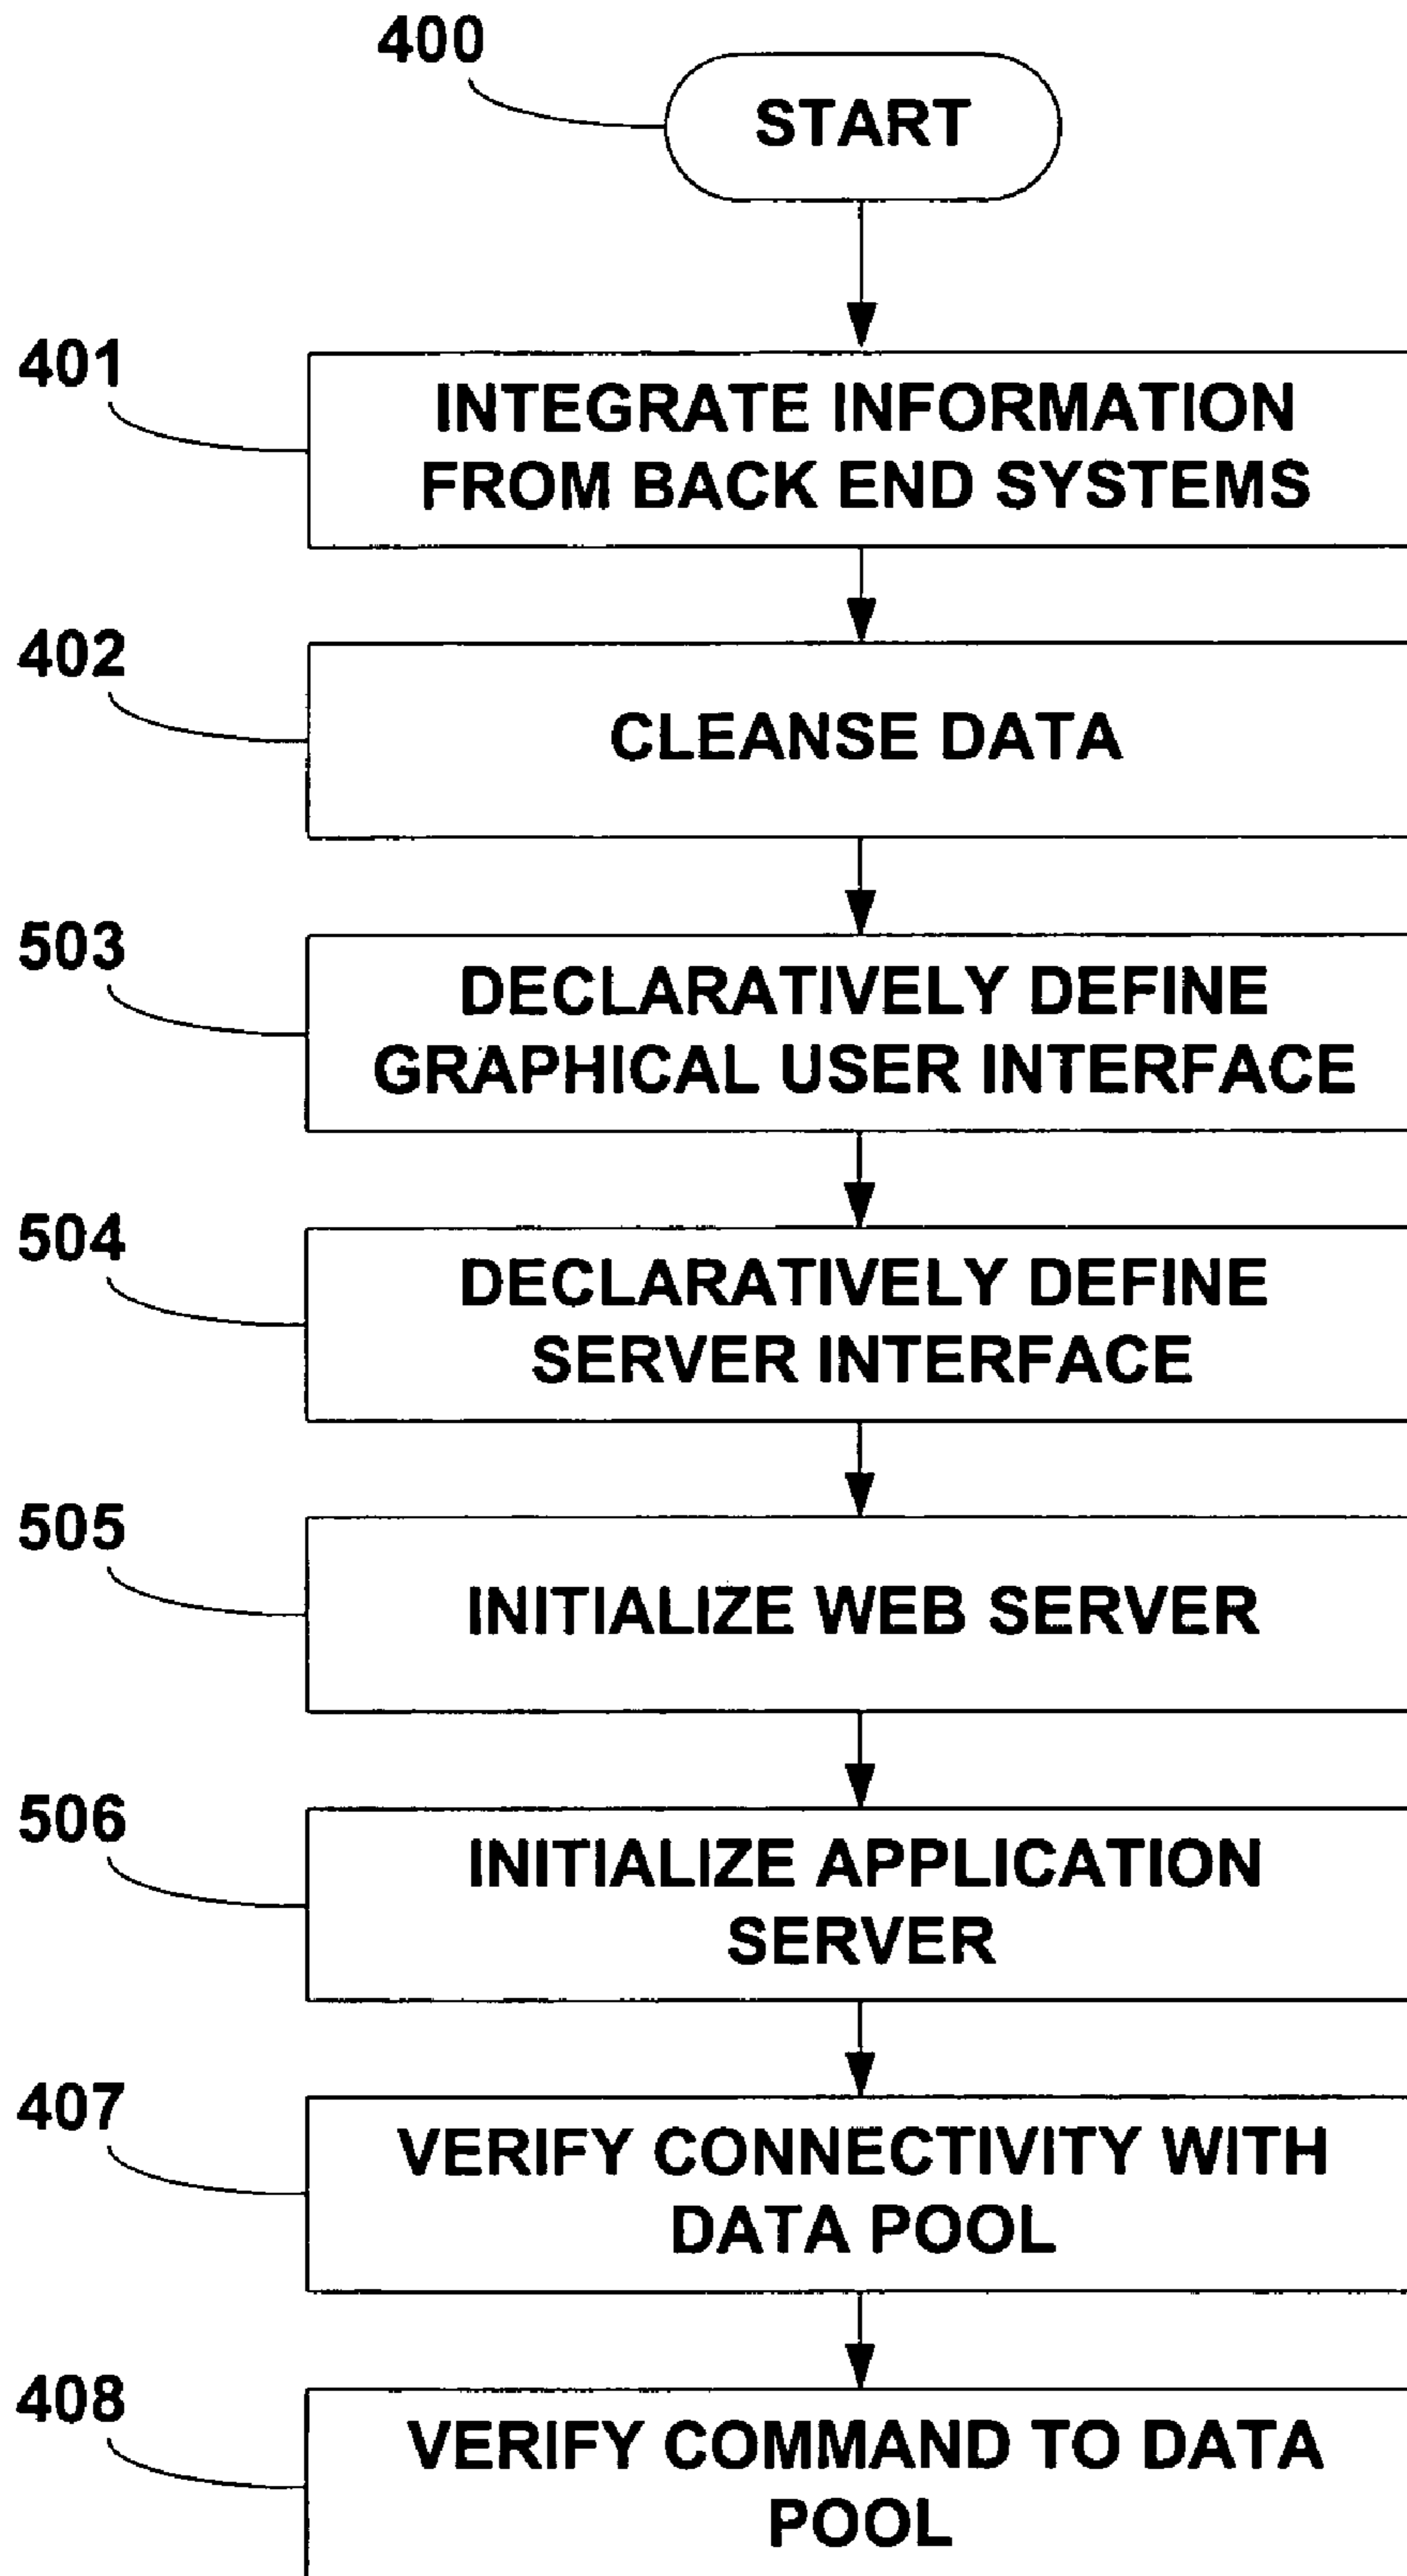 400
START
401
INTEGRATE INFORMATION
FROM BACK END SYSTEMS
402
CLEANSE DATA
503
DECLARATIVELY DEFINE
GRAPHICAL USER INTERFACE
504
DECLARATIVELY DEFINE
SERVER INTERFACE
505
INITIALIZE WEB SERVER
506
INITIALIZE APPLICATION
SERVER
407
VERIFY CONNECTIVITY WITH
DATA POOL
408
VERIFY COMMAND TO DATA
POOL